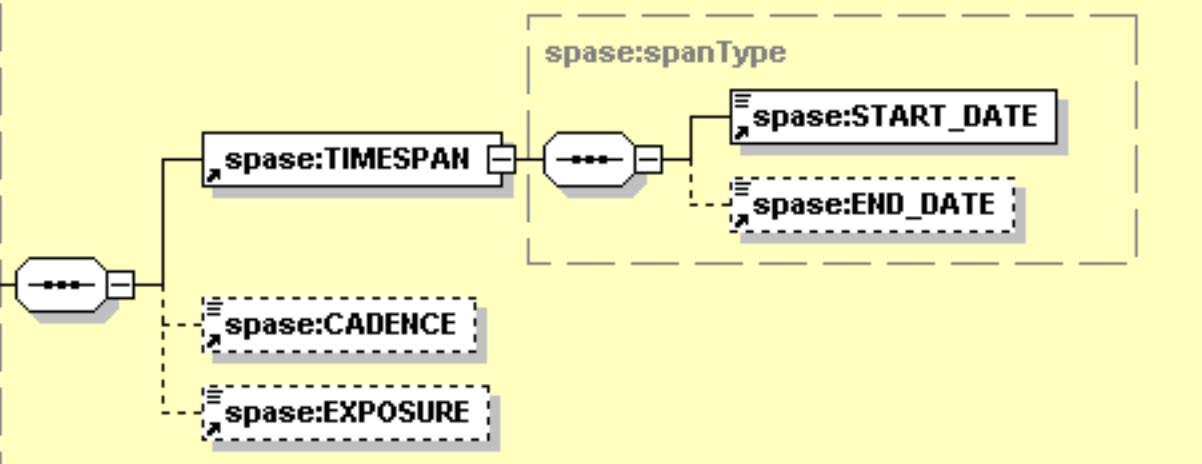 spase:spanType
spase:START_DATE
spase:TIMESPAN
spase:END_DATE
spase:CADENCE
spase:EXPOSURE